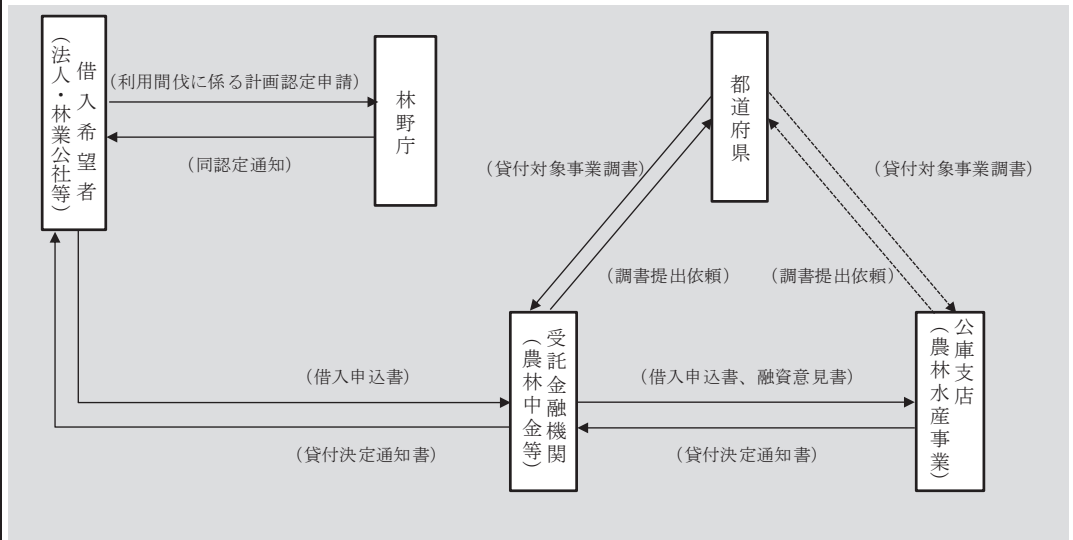 借入希望者
(法人・林業公社等)
(利用間伐に係る計画認定申請)
(同認定通知)
林野庁
都道府県
(貸付対象事業調書)
(貸付対象事業調書)
(調書提出依頼)
(調書提出依頼)
(借入申込書)
(貸付決定通知書)
受託金融機関
(農林中金等)
(借入申込書、融資意見書)
(貸付決定通知書)
公庫支店
(農林水産事業)